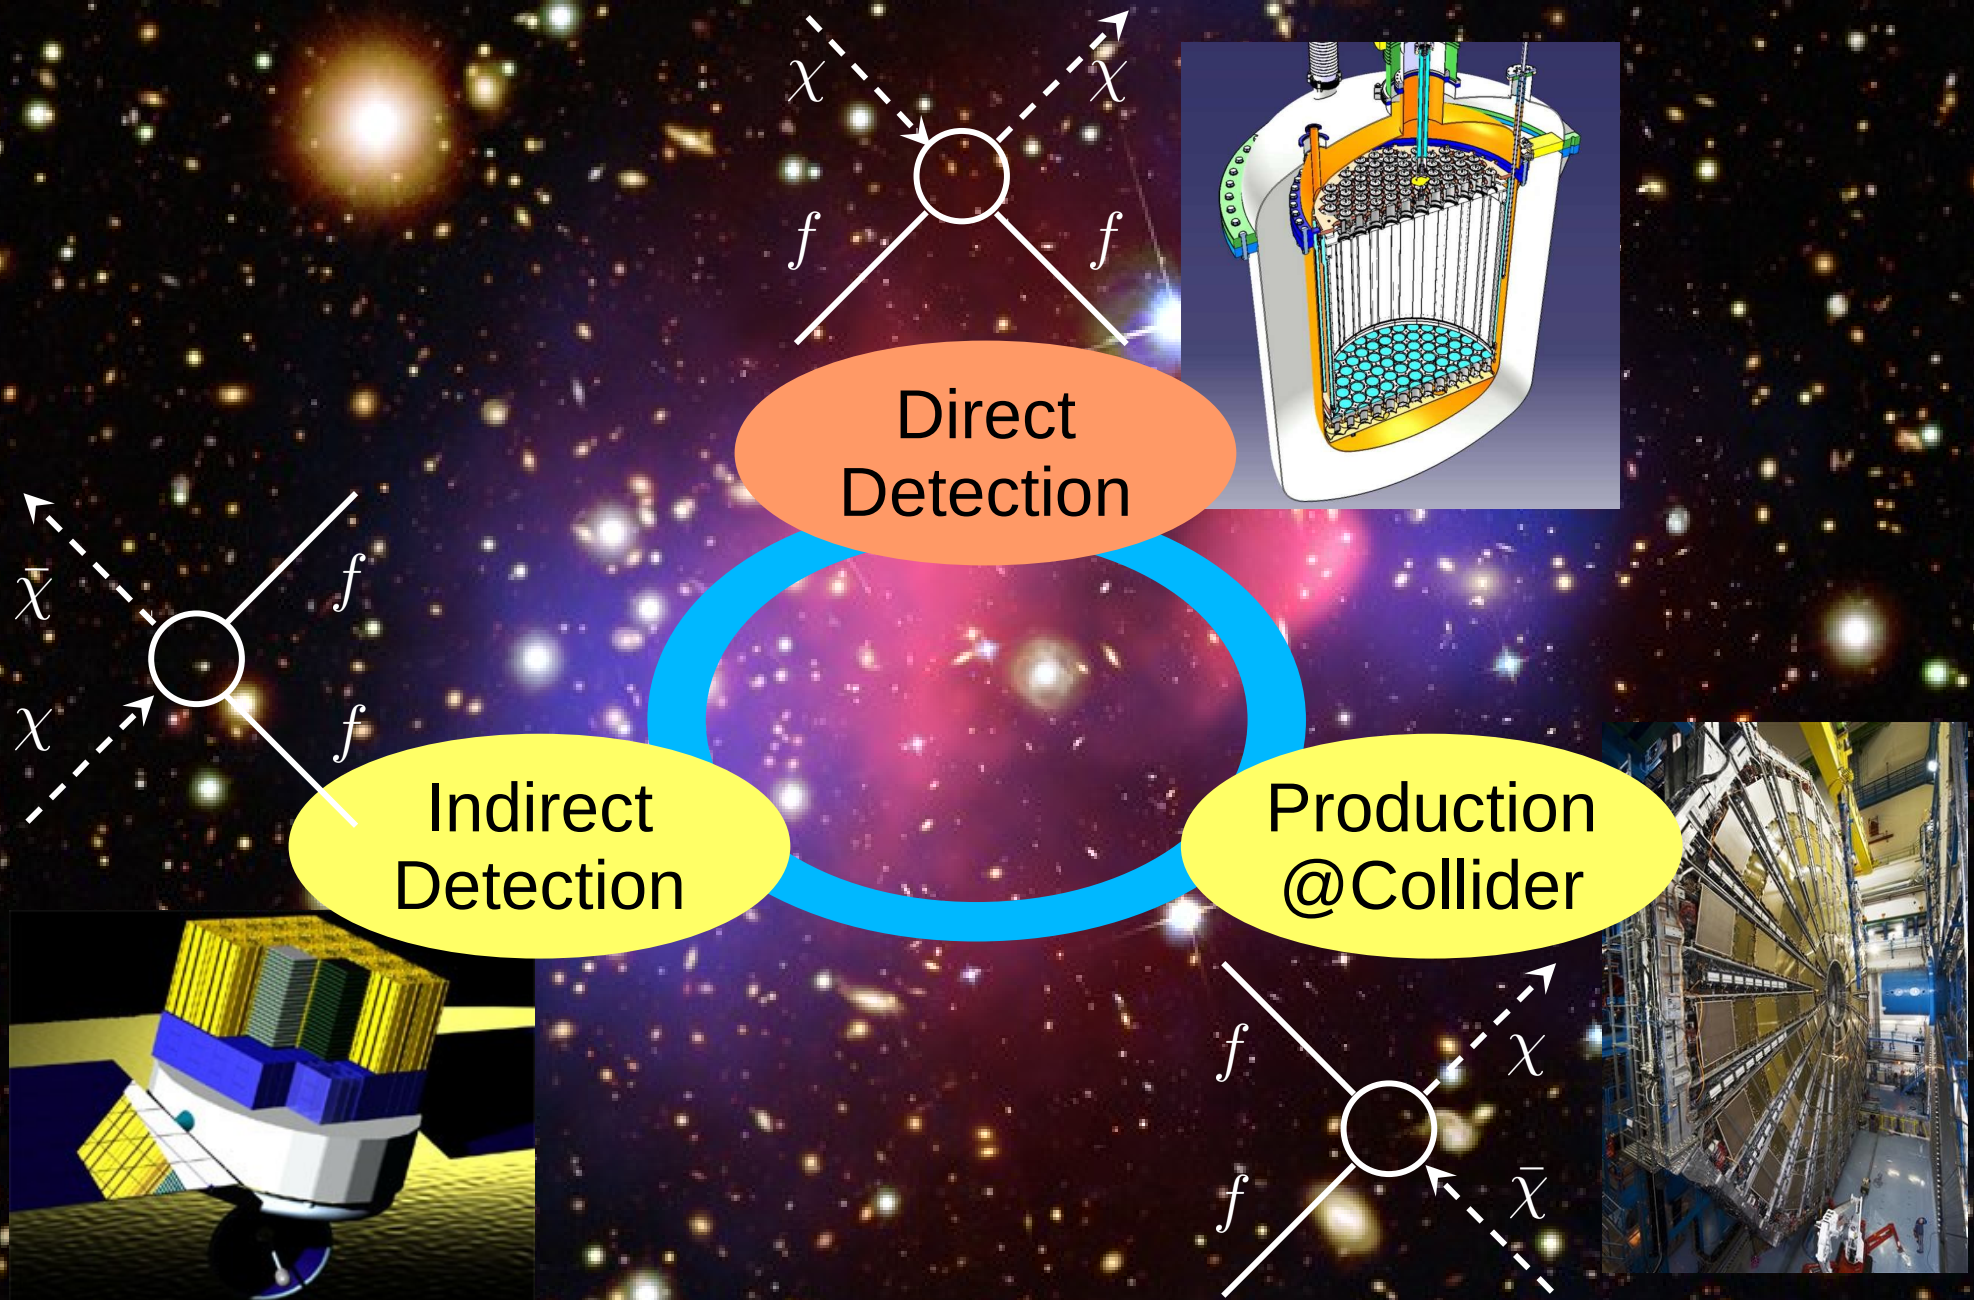 χ χ
f f
Direct
Detection
χ̄ f
χ f
Indirect
Detection
Production
@Collider
f χ
f χ̄